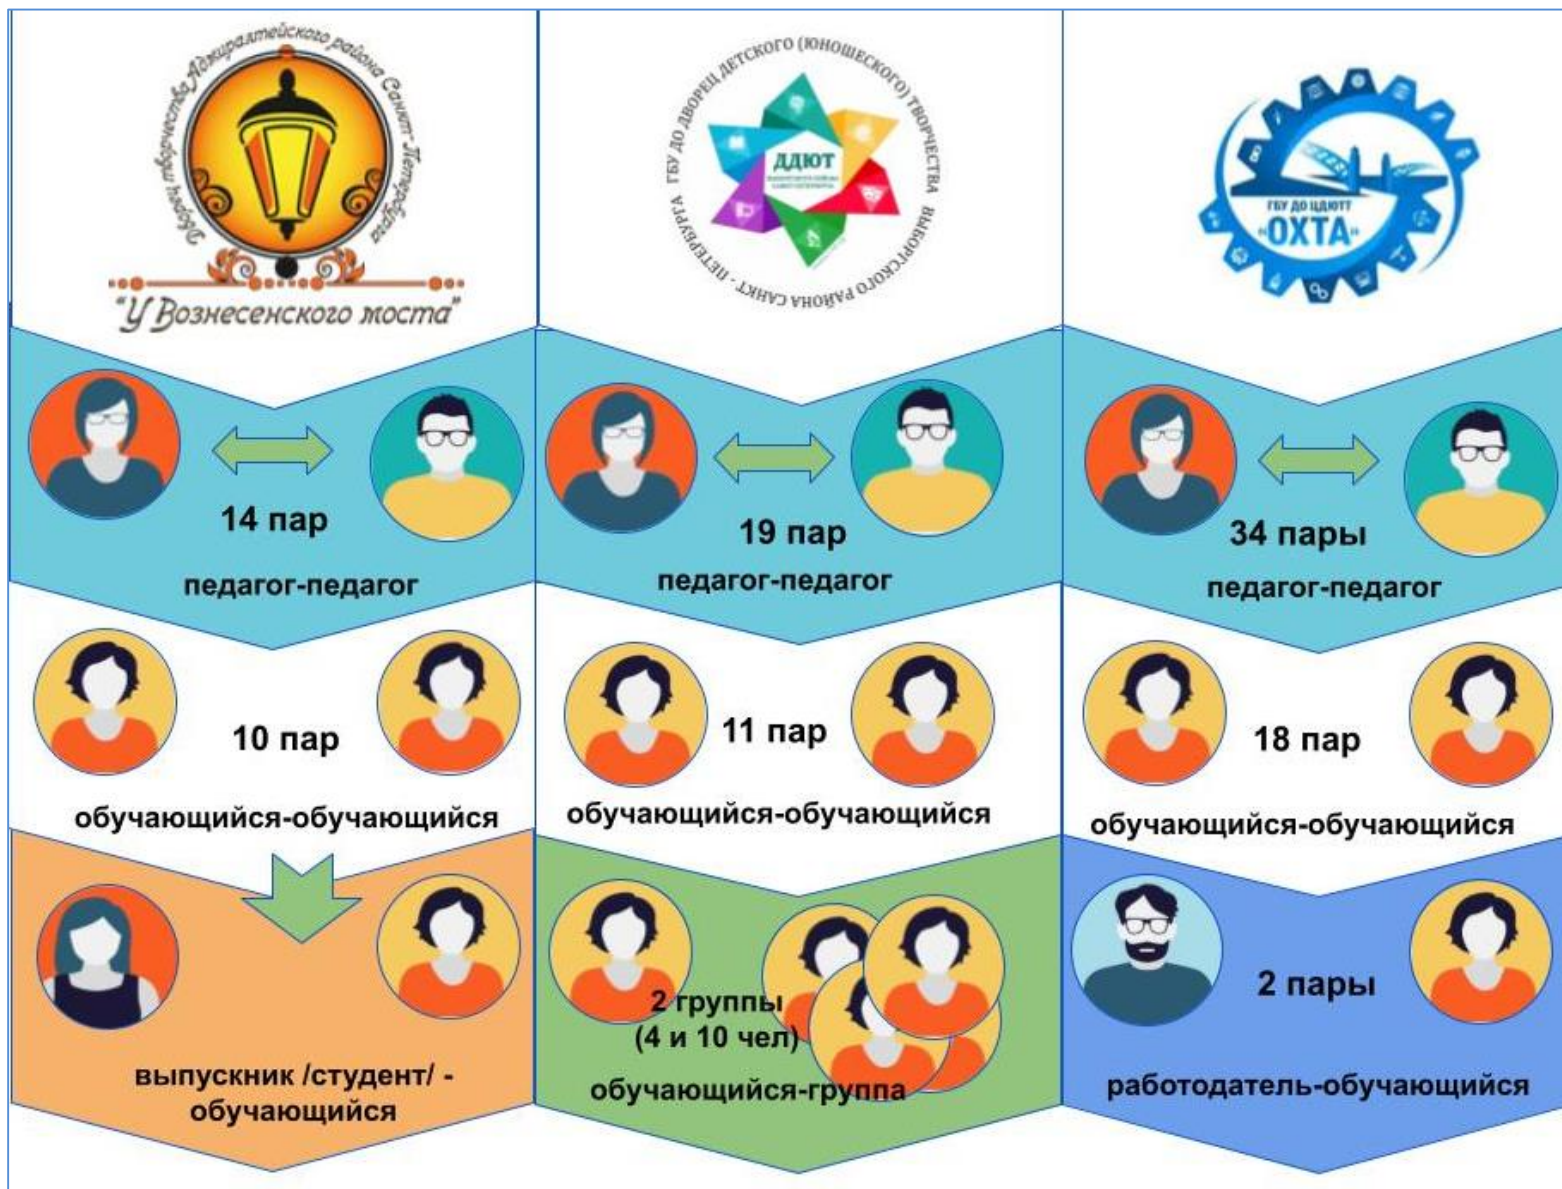 Дворец творчества Адмиралтейского района Санкт-Петербурга
"У Вознесенского моста"
14 пар
педагог-педагог
10 пар
обучающийся-обучающийся
выпускник /студент/ -
обучающийся
ГБУ ДО ДВОРЕЦ ДЕТСКОГО (ЮНОШЕСКОГО) ТВОРЧЕСТВА ВЫБОРГСКОГО РАЙОНА САНКТ - ПЕТЕРБУРГА
ДДЮТ
19 пар
педагог-педагог
11 пар
обучающийся-обучающийся
2 группы
(4 и 10 чел)
обучающийся-группа
ГБУ ДО ЦДЮТТ
"ОХТА"
34 пары
педагог-педагог
18 пар
обучающийся-обучающийся
2 пары
работодатель-обучающийся